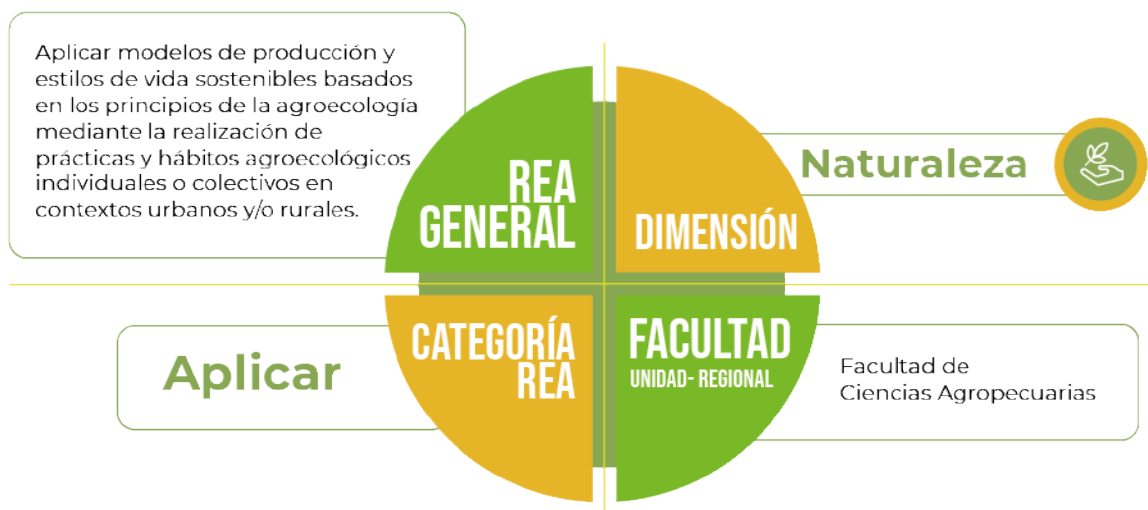 Aplicar modelos de producción y
estilos de vida sostenibles basados
en los principios de la agroecología
mediante la realización de
prácticas y hábitos agroecológicos
individuales o colectivos en
contextos urbanos y/o rurales.
REA
GENERAL
DIMENSIÓN
Naturaleza
Aplicar
CATEGORÍA
REA
FACULTAD
UNIDAD- REGIONAL
Facultad de
Ciencias Agropecuarias